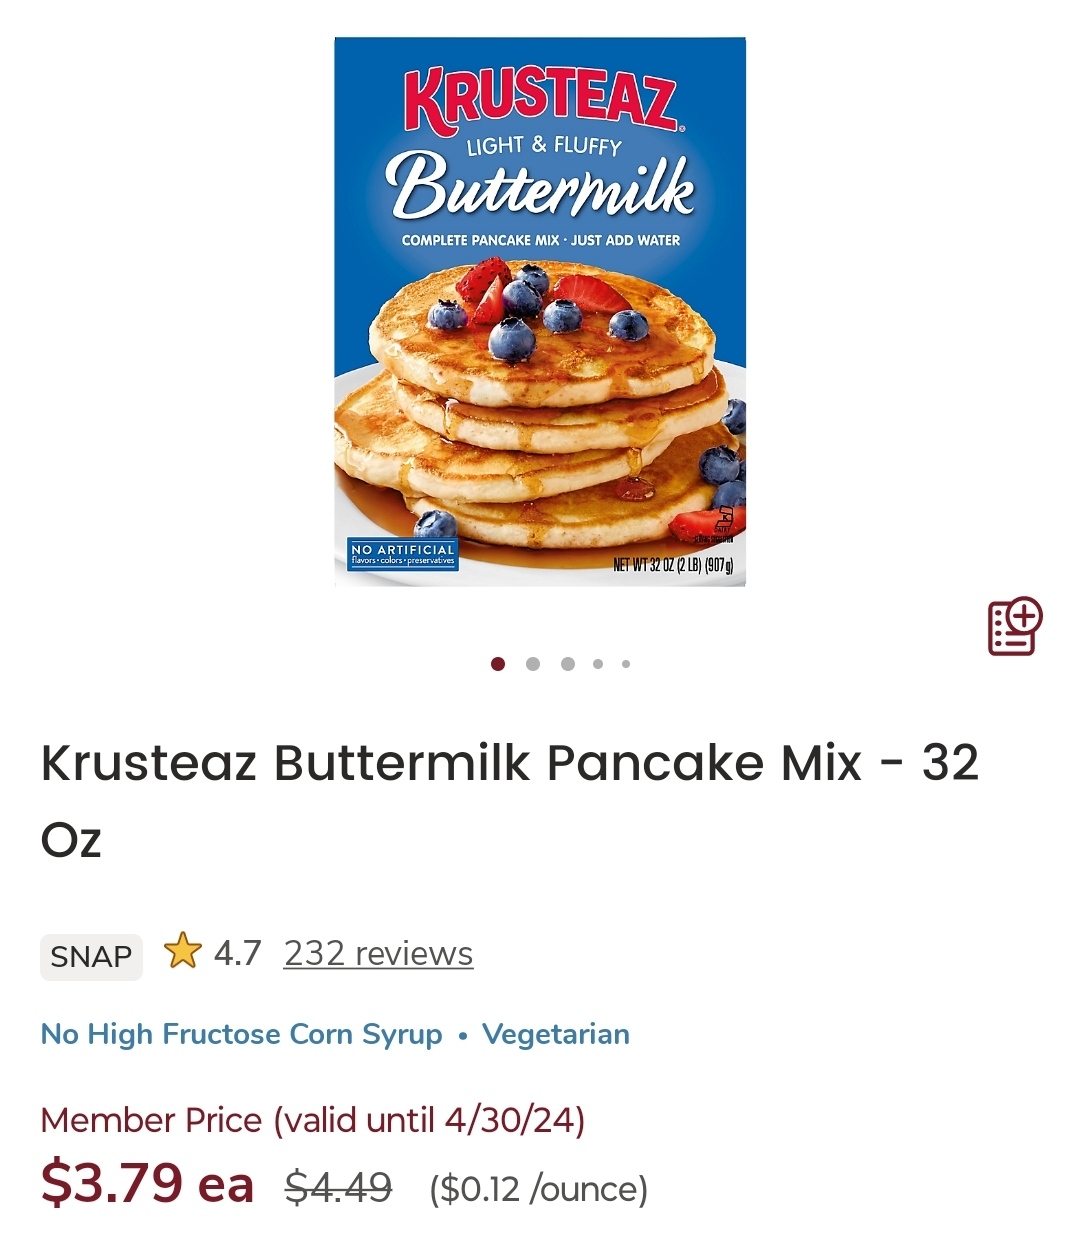 KRUSTEAZ
LIGHT & FLUFFY
Buttermilk
COMPLETE PANCAKE MIX · JUST ADD WATER
NO ARTIFICIAL
flavors • colors • preservatives
NET WT 32 OZ (2 LB) (907g)
Krusteaz Buttermilk Pancake Mix - 32
Oz
SNAP 4.7 232 reviews
No High Fructose Corn Syrup • Vegetarian
Member Price (valid until 4/30/24)
$3.79 ea $4.49 ($0.12 /ounce)